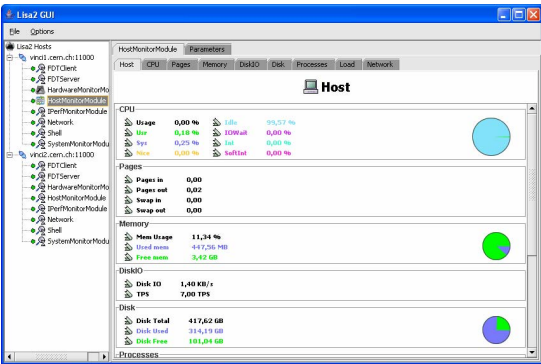 Lisa2 GUI
File Options
Lisa2 Hosts
vinci1.cern.ch:11000
FDTClient
FDTServer
HardwareMonitorMo
HostMonitorModule
IPerfMonitorModule
Network
Shell
SystemMonitorModu
vinci2.cern.ch:11000
FDTClient
FDTServer
HardwareMonitorMo
HostMonitorModule
IPerfMonitorModule
Network
Shell
SystemMonitorModu
HostMonitorModule Parameters
Host CPU Pages Memory DiskIO Disk Processes Load Network
Host
CPU
Usage 0,00 % Idle 99,57 %
Usr 0,18 % IOWait 0,00 %
Sys 0,25 % Int 0,00 %
Nice 0,00 % SoftInt 0,00 %
Pages
Pages in 0,00
Pages out 0,02
Swap in 0,00
Swap out 0,00
Memory
Mem Usage 11,34 %
Used mem 447,56 MB
Free mem 3,42 GB
DiskIO
Disk IO 1,40 KB/s
TPS 7,00 TPS
Disk
Disk Total 417,62 GB
Disk Used 314,19 GB
Disk Free 101,04 GB
Processes